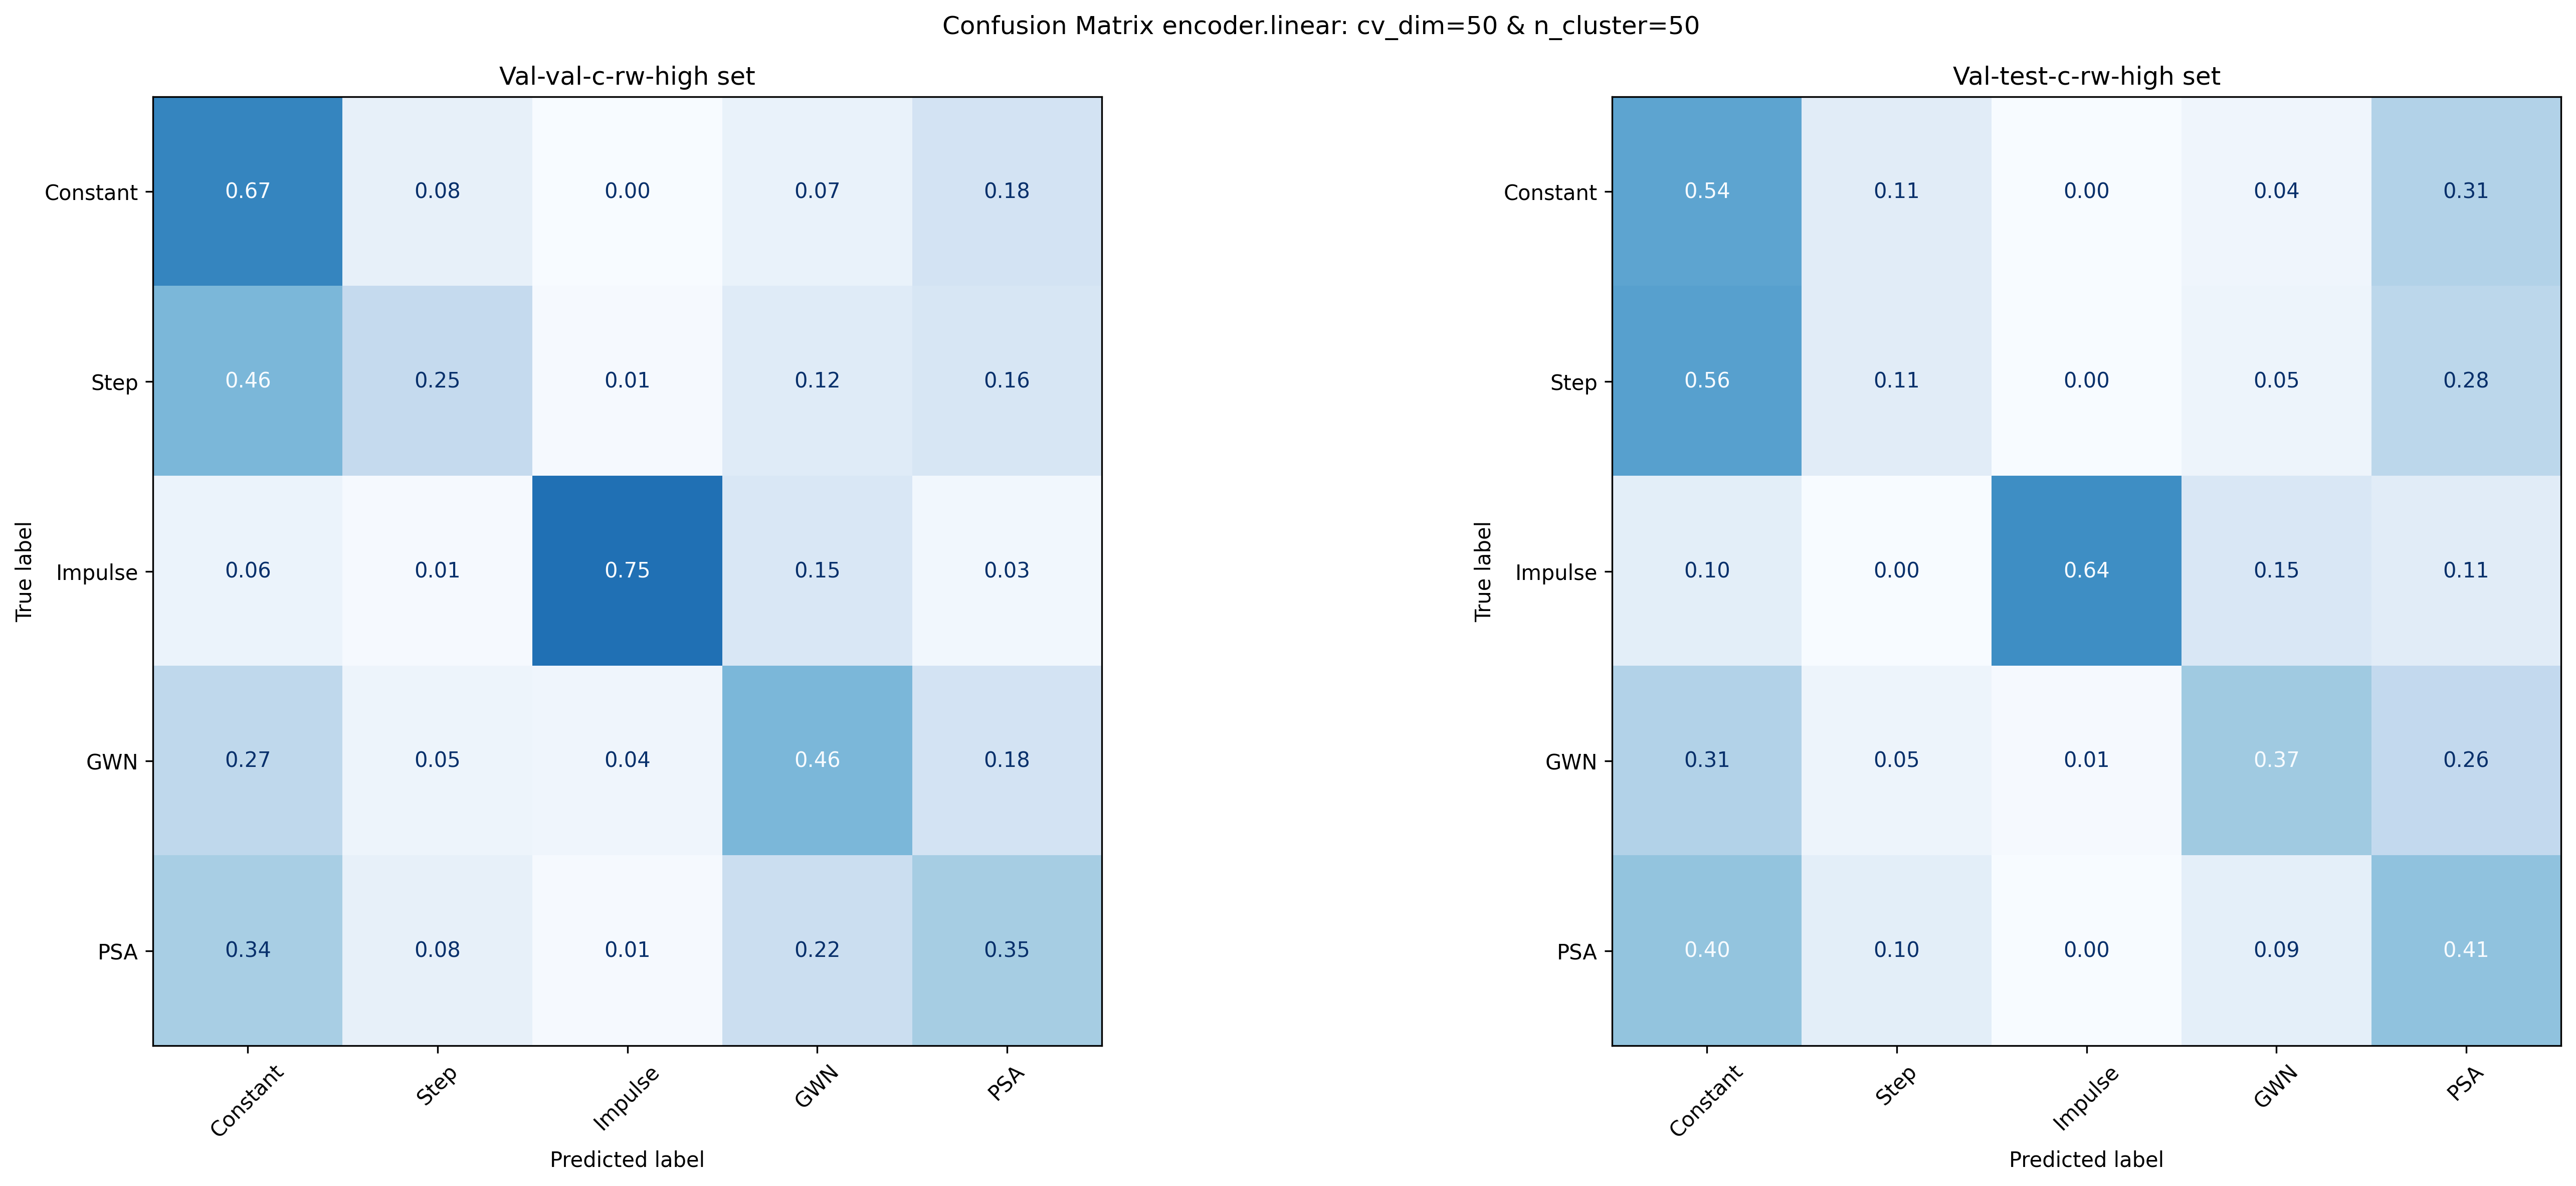 Confusion Matrix encoder.linear: cv_dim=50 & n_cluster=50
Val-val-c-rw-high set
True label
Constant 0.67 0.08 0.00 0.07 0.18
Step 0.46 0.25 0.01 0.12 0.16
Impulse 0.06 0.01 0.75 0.15 0.03
GWN 0.27 0.05 0.04 0.46 0.18
PSA 0.34 0.08 0.01 0.22 0.35
Constant Step Impulse GWN PSA
Predicted label
Val-test-c-rw-high set
True label
Constant 0.54 0.11 0.00 0.04 0.31
Step 0.56 0.11 0.00 0.05 0.28
Impulse 0.10 0.00 0.64 0.15 0.11
GWN 0.31 0.05 0.01 0.37 0.26
PSA 0.40 0.10 0.00 0.09 0.41
Constant Step Impulse GWN PSA
Predicted label